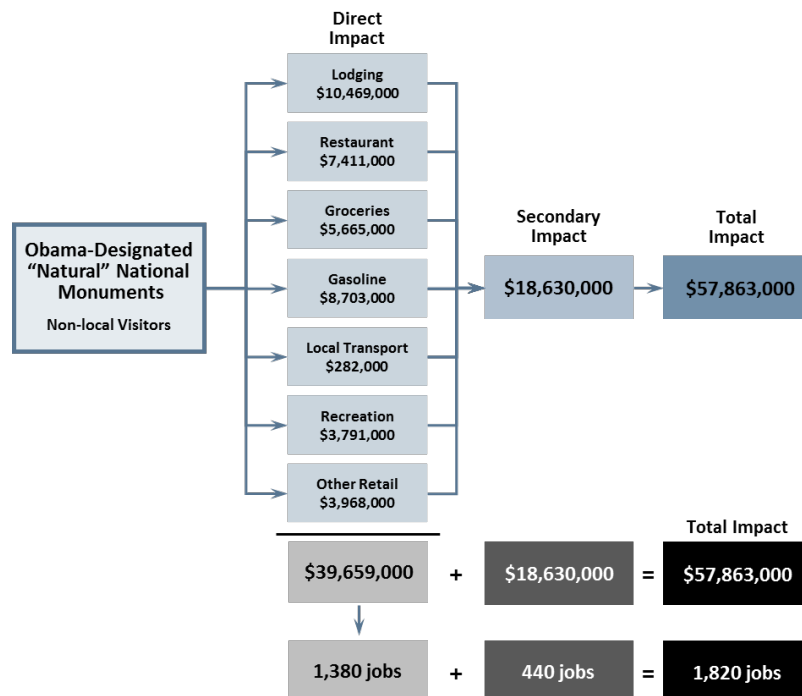 Direct
Impact
Lodging
$10,469,000
Restaurant
$7,411,000
Groceries
$5,665,000
Gasoline
$8,703,000
Local Transport
$282,000
Recreation
$3,791,000
Other Retail
$3,968,000
Obama-Designated
“Natural” National
Monuments
Non-local Visitors
Secondary
Impact
$18,630,000
Total
Impact
$57,863,000
Total Impact
$39,659,000 + $18,630,000 = $57,863,000
1,380 jobs + 440 jobs = 1,820 jobs